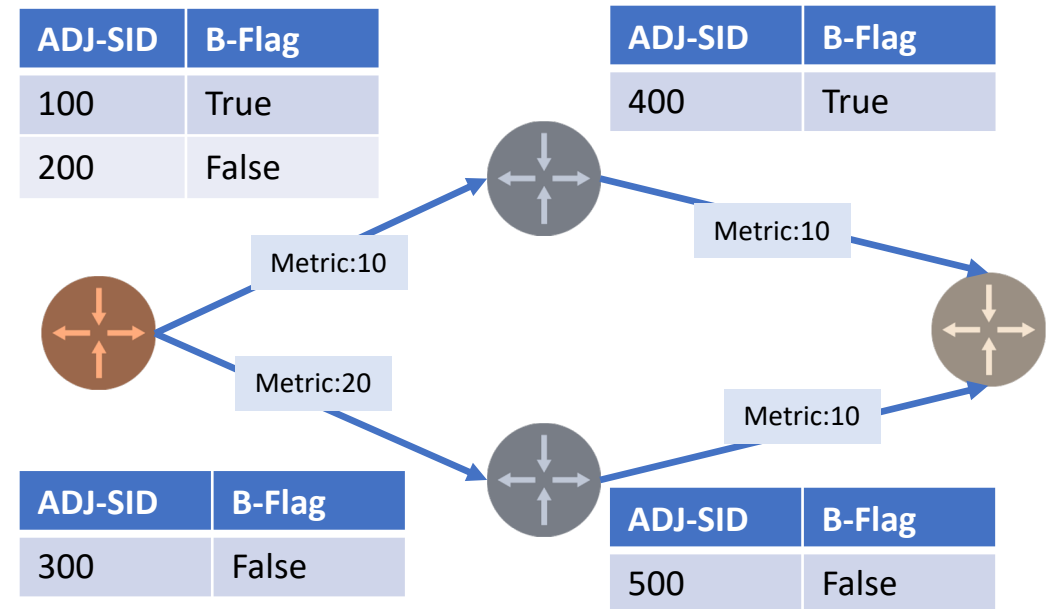 ADJ-SID B-Flag
100 True
200 False
ADJ-SID B-Flag
400 True
Metric:10
Metric:10
Metric:20
Metric:10
ADJ-SID B-Flag
300 False
ADJ-SID B-Flag
500 False